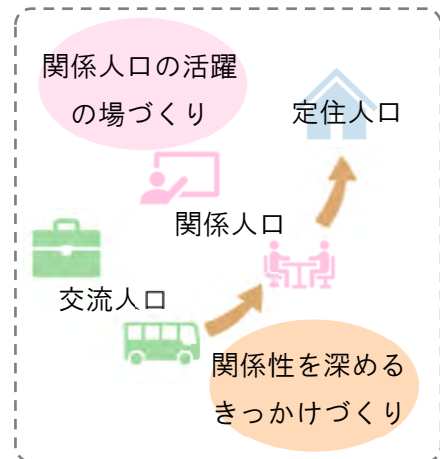 関係人口の活躍
の場づくり
定住人口
関係人口
交流人口
関係性を深める
きっかけづくり